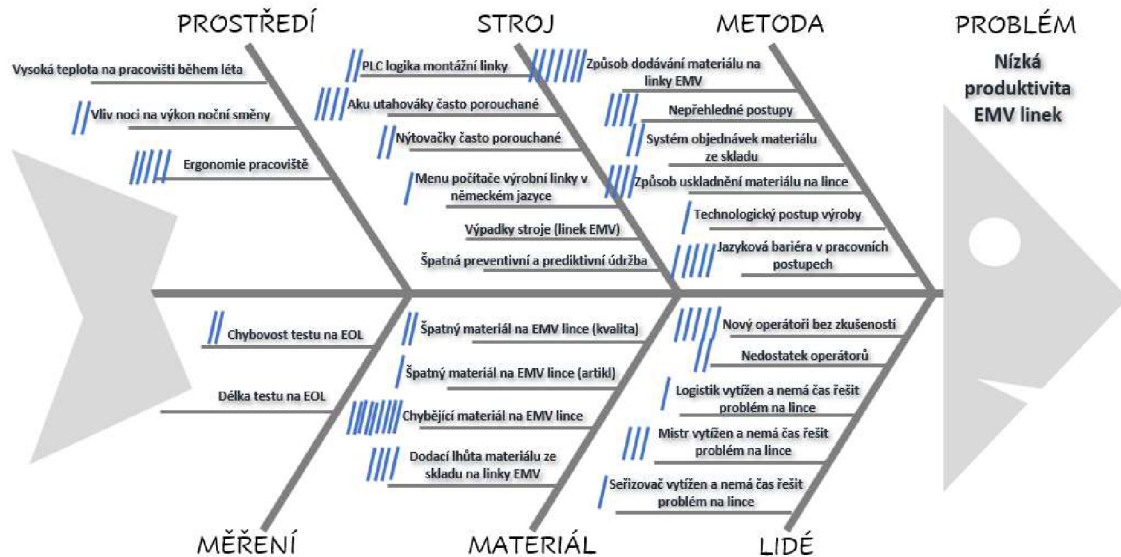 PROSTŘEDÍ
STROJ
METODA
PROBLÉM
Nízká
produktivita
EMV linek
Vysoká teplota na pracovišti během léta
Vliv noci na výkon noční směny
Ergonomie pracoviště
PLC logika montážní linky
Aku utahováky často porouchané
Nýtovačky často porouchané
Menu počítače výrobní linky v
německém jazyce
Výpadky stroje (linek EMV)
Špatná preventivní a prediktivní údržba
Způsob dodávání materiálu na
linky EMV
Nepřehledné postupy
Systém objednávek materiálu
ze skladu
Způsob uskladnění materiálu na lince
Technologický postup výroby
Jazyková bariéra v pracovních
postupech
Chybovost testu na EOL
Délka testu na EOL
Špatný materiál na EMV lince (kvalita)
Špatný materiál na EMV lince (artikl)
Chybějící materiál na EMV lince
Dodací lhůta materiálu ze
skladu na linky EMV
Nový operátoři bez zkušeností
Nedostatek operátorů
Logistik vytížen a nemá čas řešit
problém na lince
Mistr vytížen a nemá čas řešit
problém na lince
Seřizovač vytížen a nemá čas řešit
problém na lince
MĚŘENÍ
MATERIÁL
LIDÉ